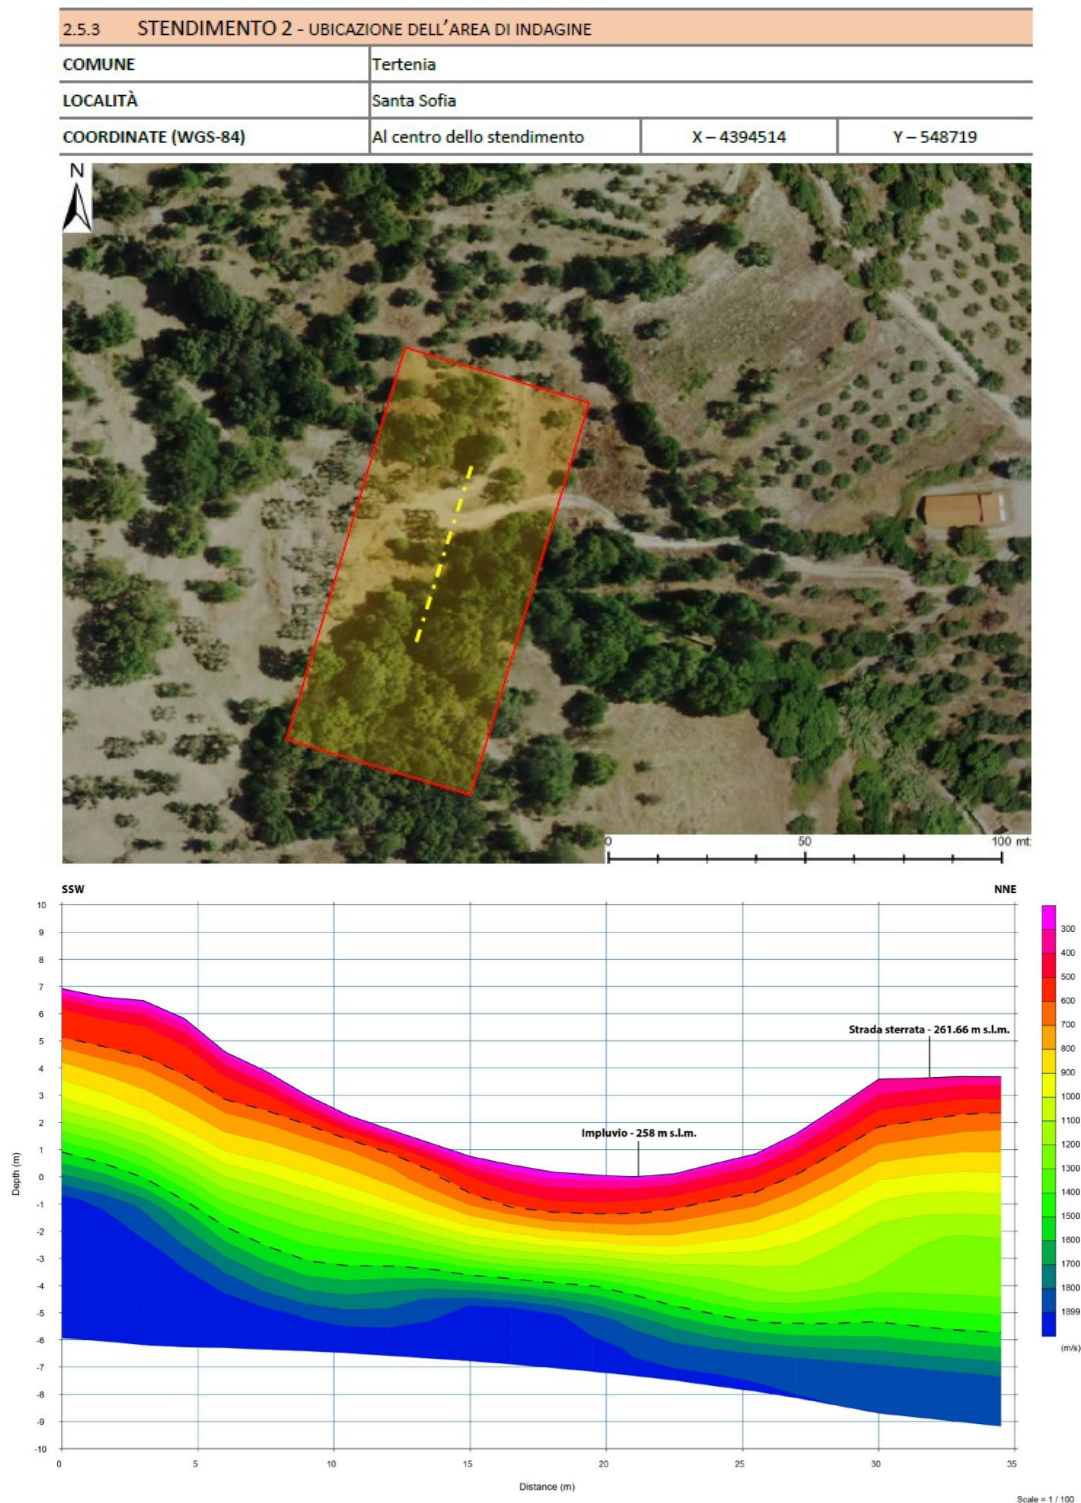 2.5.3 STENDIMENTO 2 - UBICAZIONE DELL'AREA DI INDAGINE
COMUNE Tertenia
LOCALITÀ Santa Sofia
COORDINATE (WGS-84) Al centro dello stendimento X – 4394514 Y – 548719
N
0 50 100 mt.
SSW NNE
10
9
8
7
6
5
4
3
2
1
0
-1
-2
-3
-4
-5
-6
-7
-8
-9
-10
Depth (m)
Strada sterrata - 261.66 m s.l.m.
Impluvio - 258 m s.l.m.
300
400
500
600
700
800
900
1000
1100
1200
1300
1400
1500
1600
1700
1800
1899
(m/s)
0 5 10 15 20 25 30 35
Distance (m)
Scale = 1 / 100